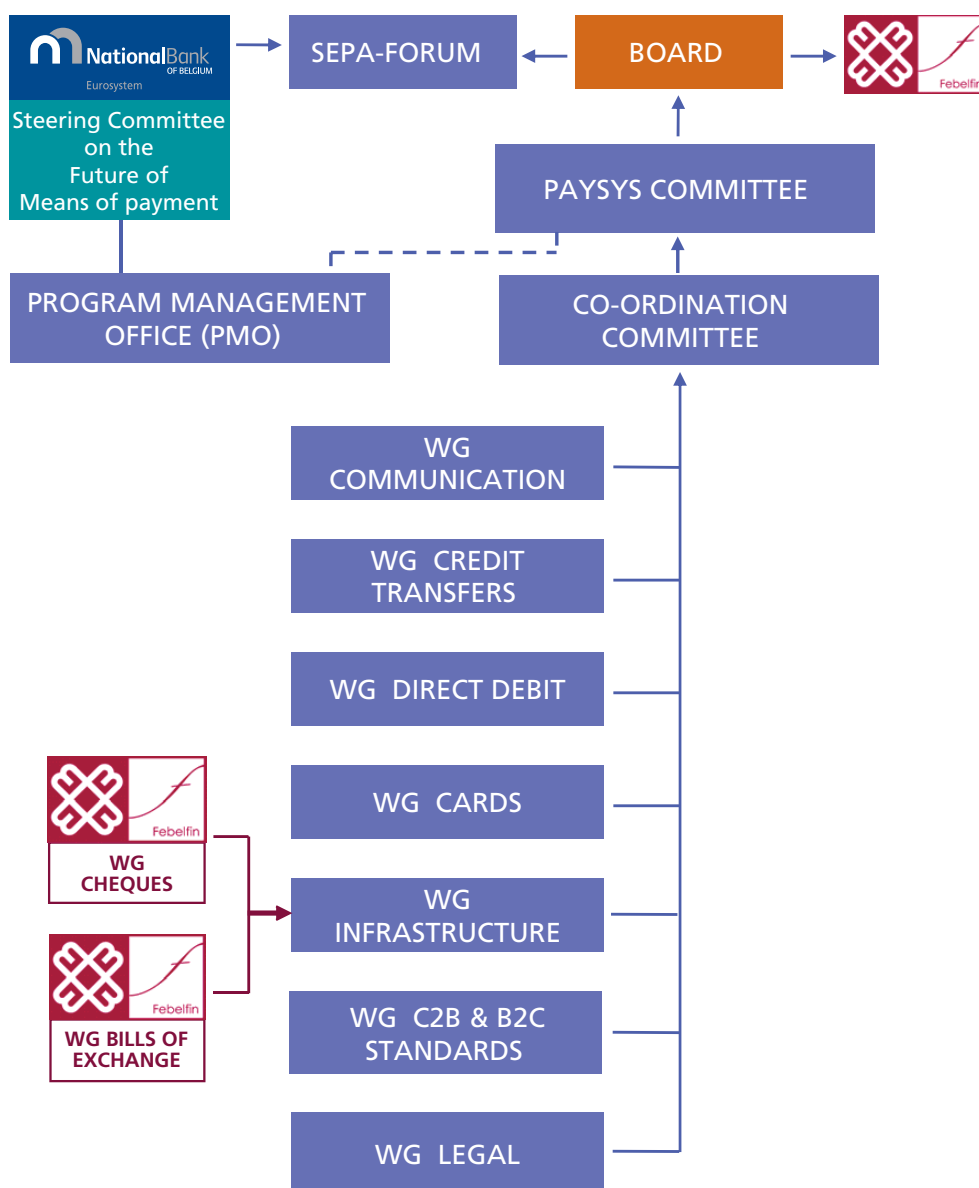 NationalBank
OF BELGIUM
Eurosystem
Steering Committee
on the
Future of
Means of payment
SEPA-FORUM
BOARD
Febelfin
PAYSYS COMMITTEE
PROGRAM MANAGEMENT
OFFICE (PMO)
CO-ORDINATION
COMMITTEE
WG
COMMUNICATION
WG CREDIT
TRANSFERS
WG DIRECT DEBIT
WG CARDS
Febelfin
WG
CHEQUES
WG
INFRASTRUCTURE
Febelfin
WG BILLS OF
EXCHANGE
WG C2B & B2C
STANDARDS
WG LEGAL